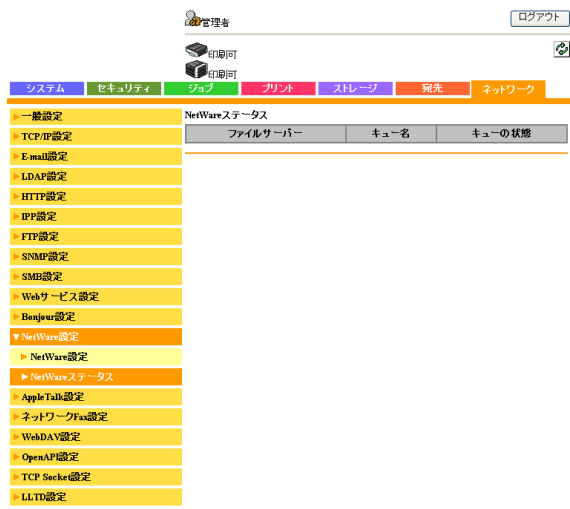 管理者
ログアウト
印刷可
印刷可
システム セキュリティ ジョブ プリント ストレージ 宛先 ネットワーク
一般設定
TCP/IP設定
E-mail設定
LDAP設定
HTTP設定
IPP設定
FTP設定
SNMP設定
SMB設定
Webサービス設定
Bonjour設定
NetWare設定
NetWare設定
NetWareステータス
AppleTalk設定
ネットワークFax設定
WebDAV設定
OpenAPI設定
TCP Socket設定
LLTD設定
NetWareステータス
ファイルサーバー キュー名 キューの状態